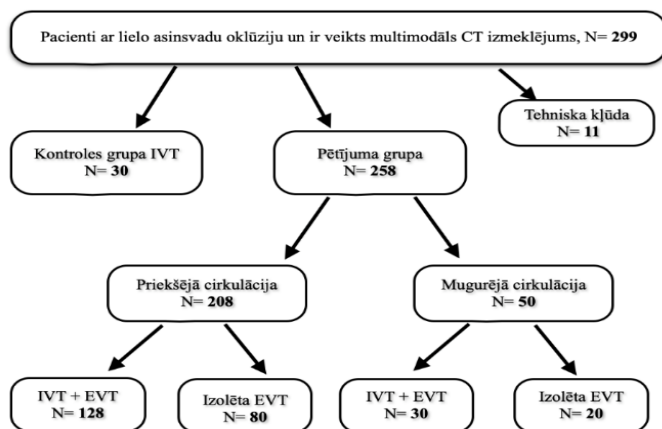 Pacienti ar lielo asinsvadu oklūziju un ir veikts multimodāls CT izmeklējums, N= 299
Tehniska kļūda
N= 11
Kontroles grupa IVT
N= 30
Pētījuma grupa
N= 258
Priekšējā cirkulācija
N= 208
Mugurējā cirkulācija
N= 50
IVT + EVT
N= 128
Izolēta EVT
N= 80
IVT + EVT
N= 30
Izolēta EVT
N= 20